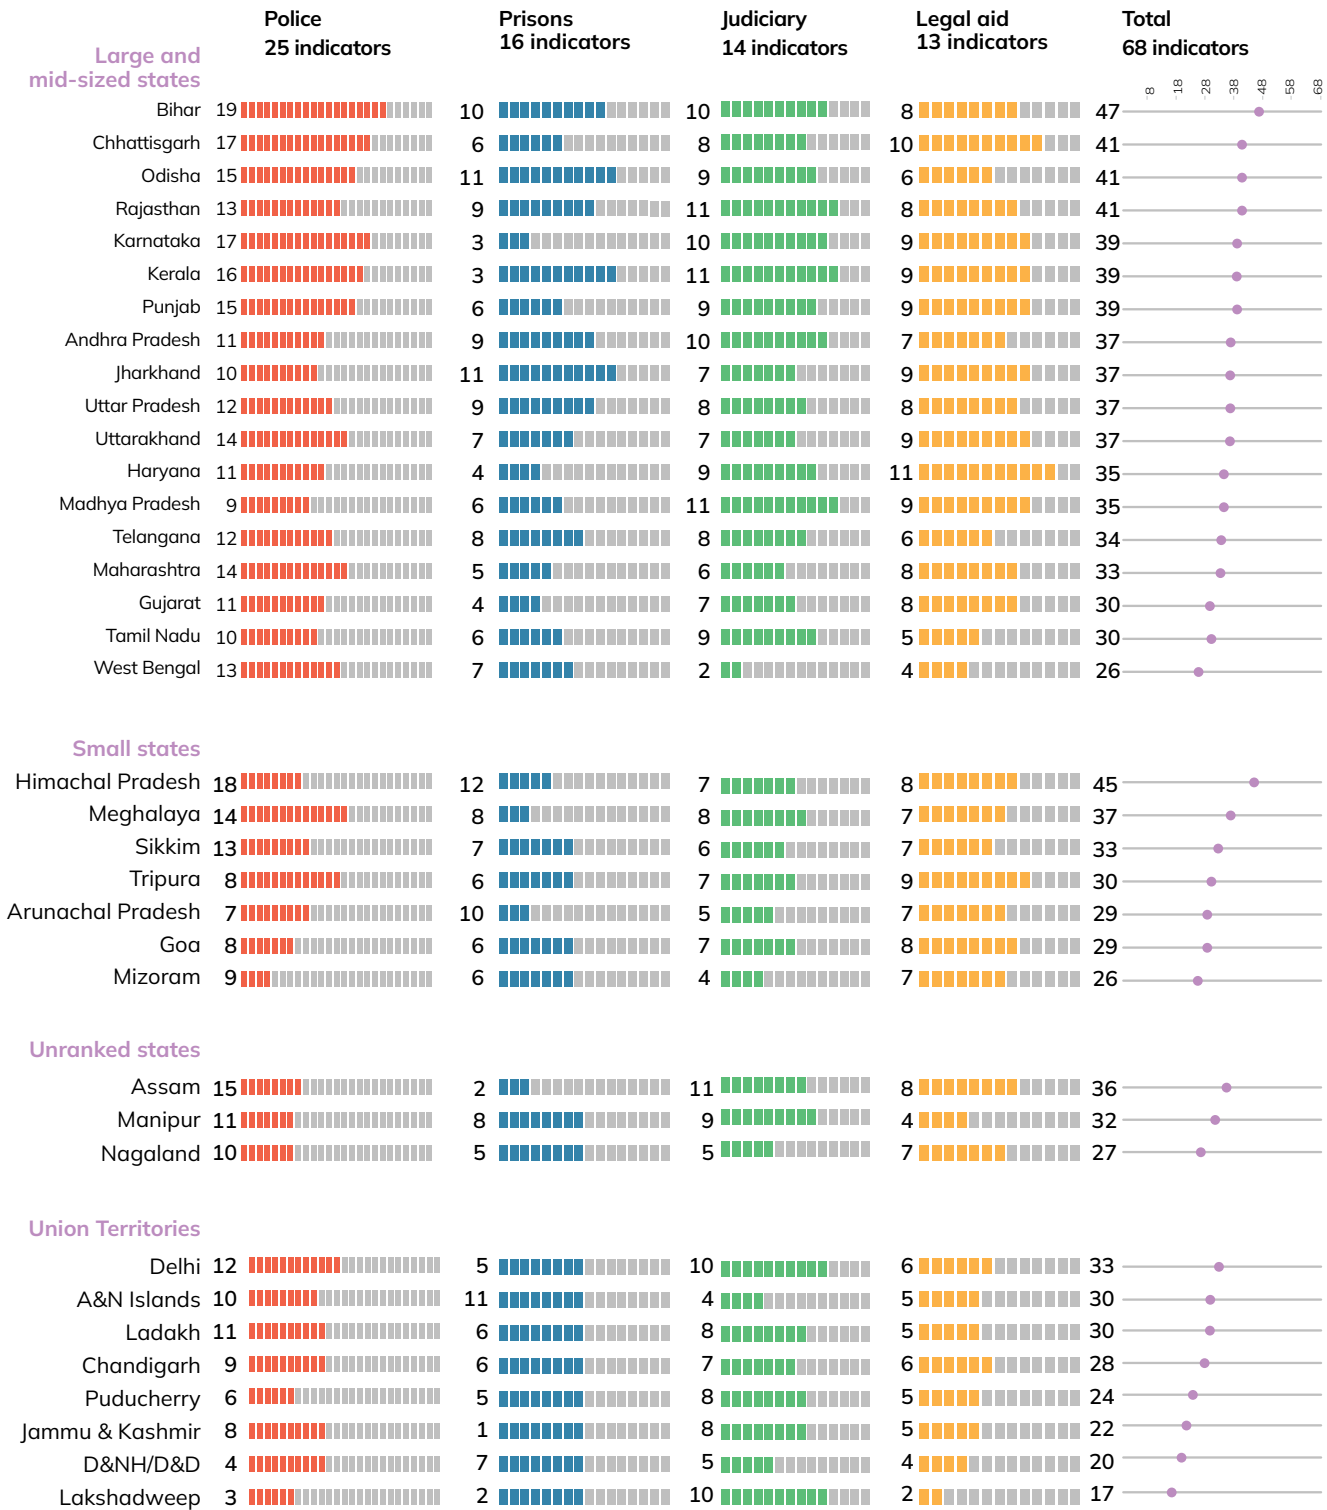 Police Prisons Judiciary Legal aid Total
25 indicators 16 indicators 14 indicators 13 indicators 68 indicators
Large and
mid-sized states
8 18 28 38 48 58 68
Bihar 19 10 10 8 47
Chhattisgarh 17 6 8 10 41
Odisha 15 11 9 6 41
Rajasthan 13 9 11 8 41
Karnataka 17 3 10 9 39
Kerala 16 3 11 9 39
Punjab 15 6 9 9 39
Andhra Pradesh 11 9 10 7 37
Jharkhand 10 11 7 9 37
Uttar Pradesh 12 9 8 8 37
Uttarakhand 14 7 7 9 37
Haryana 11 4 9 11 35
Madhya Pradesh 9 6 11 9 35
Telangana 12 8 8 6 34
Maharashtra 14 5 6 8 33
Gujarat 11 4 7 8 30
Tamil Nadu 10 6 9 5 30
West Bengal 13 7 2 4 26
Small states
Himachal Pradesh 18 12 7 8 45
Meghalaya 14 8 8 7 37
Sikkim 13 7 6 7 33
Tripura 8 6 7 9 30
Arunachal Pradesh 7 10 5 7 29
Goa 8 6 7 8 29
Mizoram 9 6 4 7 26
Unranked states
Assam 15 2 11 8 36
Manipur 11 8 9 4 32
Nagaland 10 5 5 7 27
Union Territories
Delhi 12 5 10 6 33
A&N Islands 10 11 4 5 30
Ladakh 11 6 8 5 30
Chandigarh 9 6 7 6 28
Puducherry 6 5 8 5 24
Jammu & Kashmir 8 1 8 5 22
D&NH/D&D 4 7 5 4 20
Lakshadweep 3 2 10 2 17